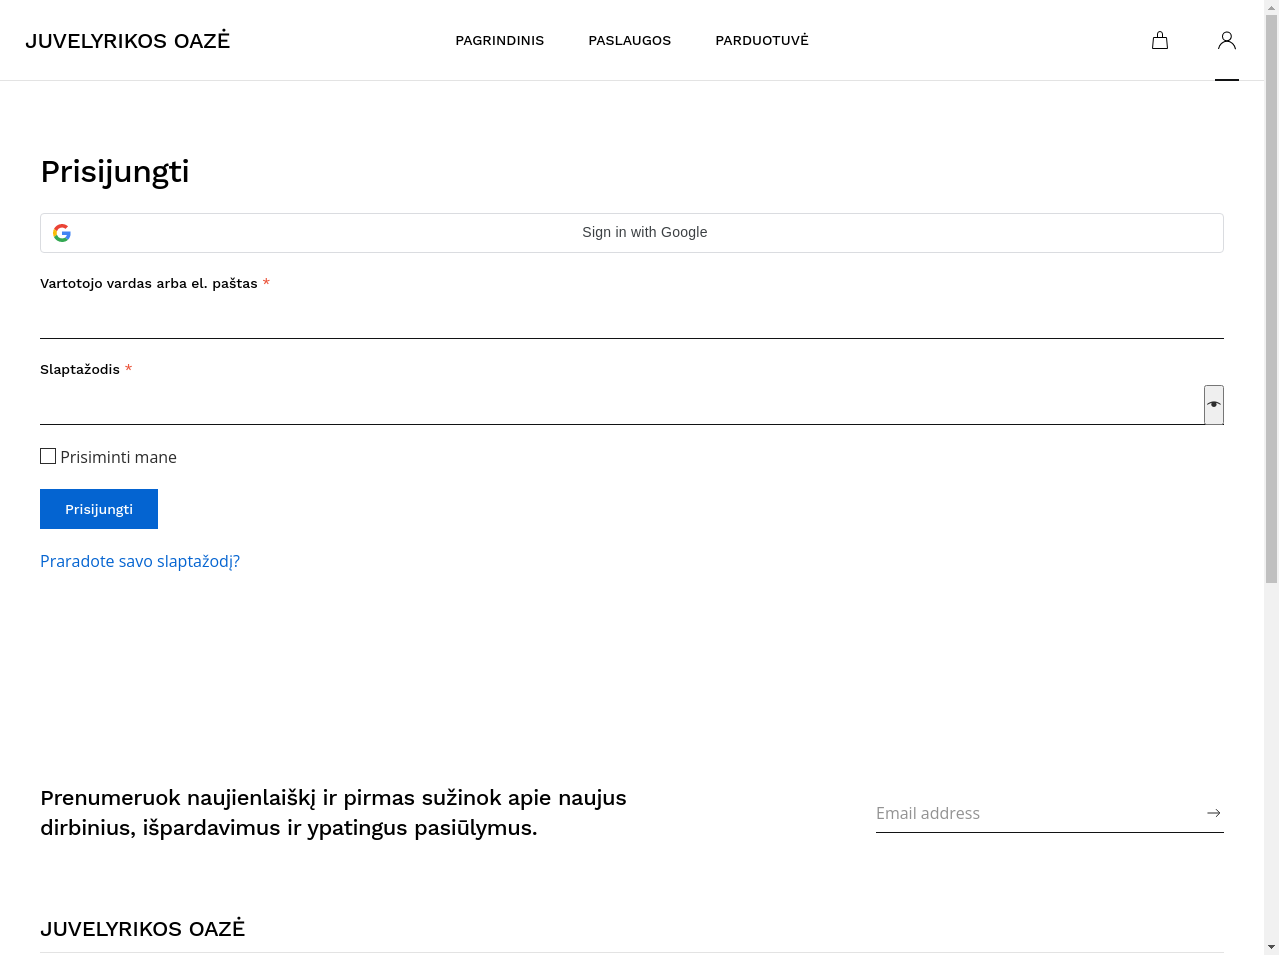 JUVELYRIKOS OAZĖ
PAGRINDINIS
PASLAUGOS
PARDUOTUVĖ
Prisijungti
Sign in with Google
Vartotojo vardas arba el. paštas *
Slaptažodis *
Prisiminti mane
Prisijungti
Praradote savo slaptažodį?
Prenumeruok naujienlaiškį ir pirmas sužinok apie naujus
dirbinius, išpardavimus ir ypatingus pasiūlymus.
Email address
JUVELYRIKOS OAZĖ